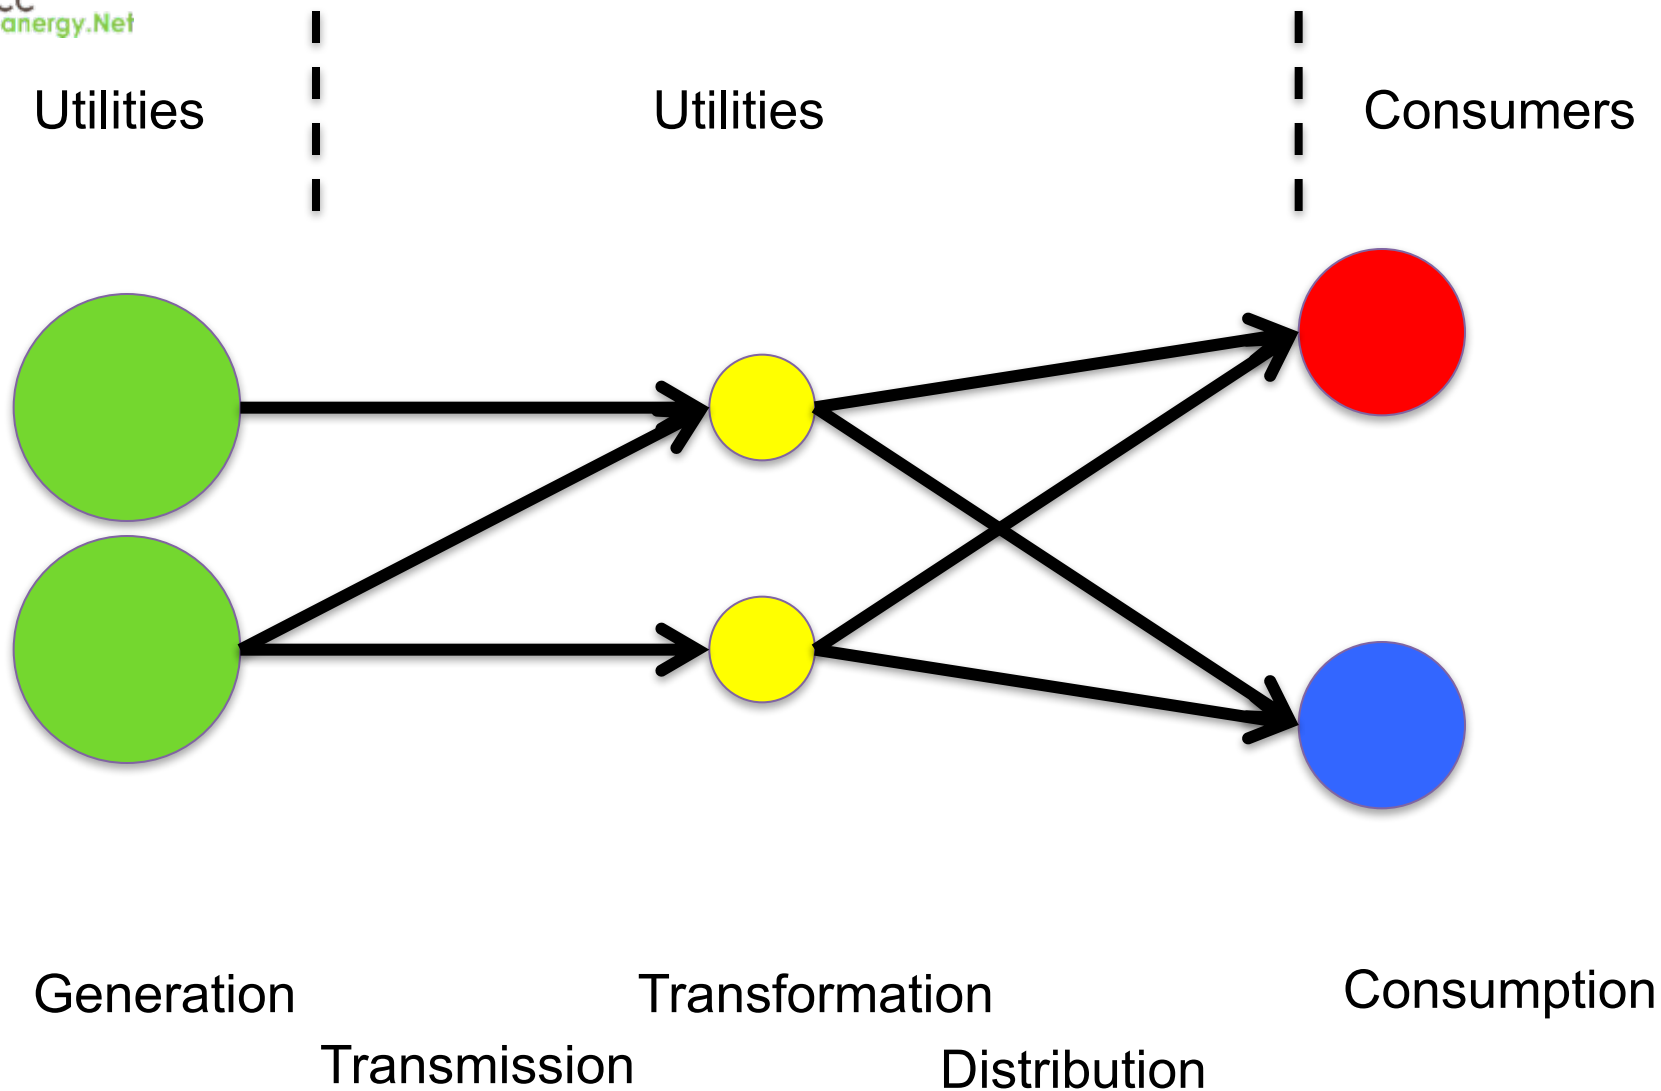 anergy.Net
Utilities
Utilities
Consumers
Generation
Transformation
Consumption
Transmission
Distribution